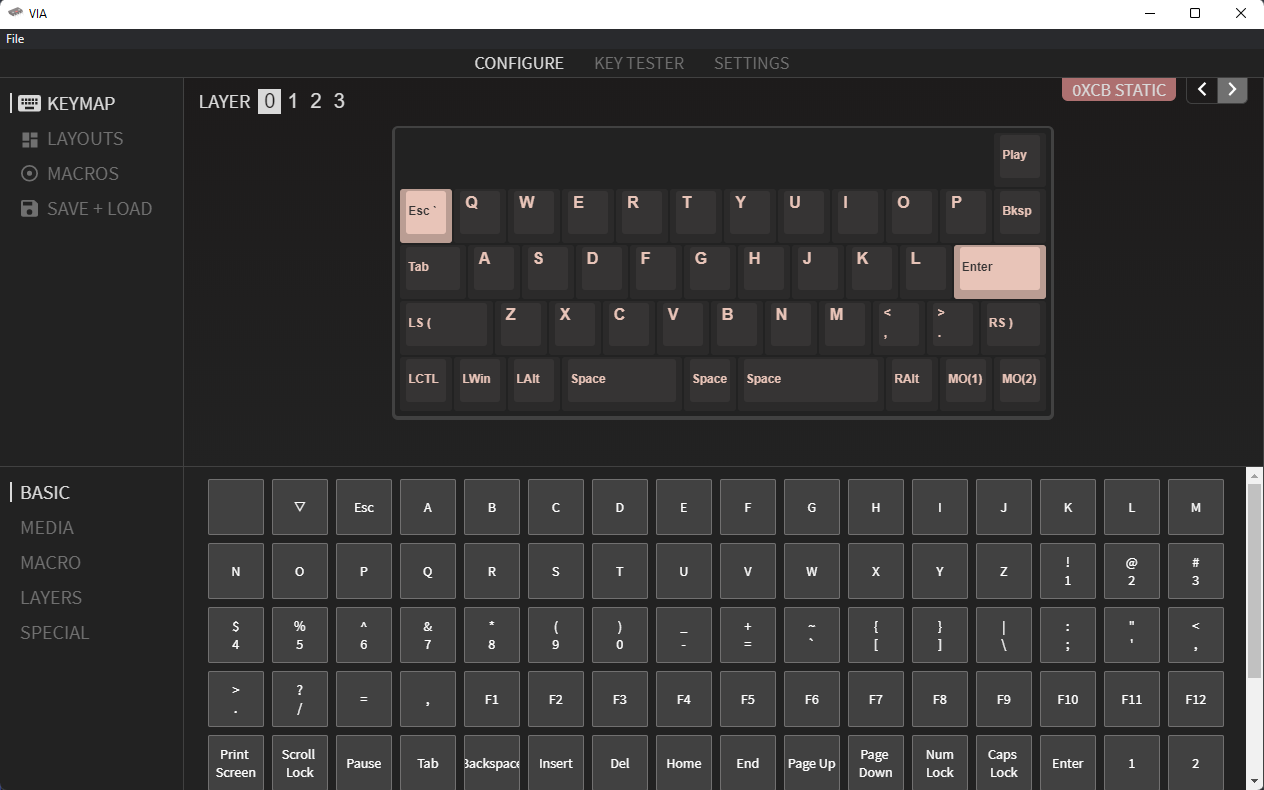 VIA
File
CONFIGURE KEY TESTER SETTINGS
KEYMAP
LAYOUTS
MACROS
SAVE + LOAD
LAYER 0 1 2 3
0XCB STATIC
Play
Esc ` Q W E R T Y U I O P Bksp
Tab A S D F G H J K L Enter
LS ( Z X C V B N M < , > . RS )
LCTL LWin LAlt Space Space Space RAlt MO(1) MO(2)
BASIC
MEDIA
MACRO
LAYERS
SPECIAL
▽ Esc A B C D E F G H I J K L M
N O P Q R S T U V W X Y Z ! 1 @ 2 # 3
$ 4 % 5 ^ 6 & 7 * 8 ( 9 ) 0 _ - + = ~ ` { [ } ] | \ : ; " ' < ,
> . ? / = , F1 F2 F3 F4 F5 F6 F7 F8 F9 F10 F11 F12
Print Screen Scroll Lock Pause Tab Backspace Insert Del Home End Page Up Page Down Num Lock Caps Lock Enter 1 2